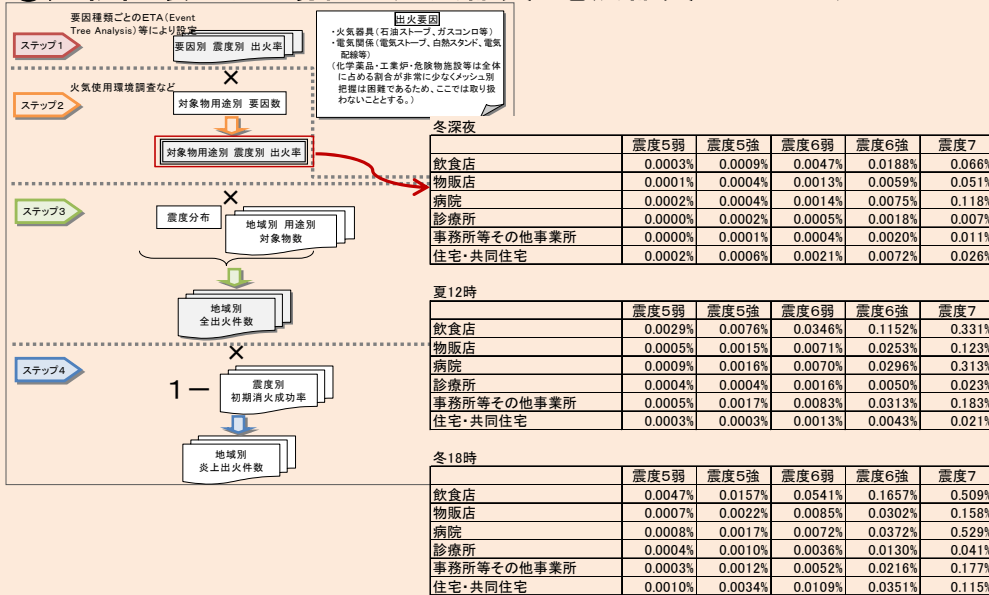 要因種類ごとのETA(Event
Tree Analysis)等により設定
ステップ1
要因別 震度別 出火率
×
出火要因
・火気器具(石油ストーブ、ガスコンロ等)
・電気関係(電気ストーブ、白熱スタンド、電気
配線等)
(化学薬品・工業炉・危険物施設等は全体
に占める割合が非常に少なくメッシュ別
把握は困難であるため、ここでは取り扱
わないこととする。)
火気使用環境調査など
ステップ2
対象物用途別 要因数
対象物用途別 震度別 出火率
×
ステップ3
震度分布
地域別 用途別
対象物数
地域別
全出火件数
×
ステップ4
1-
震度別
初期消火成功率
地域別
炎上出火件数
冬深夜
震度5弱 震度5強 震度6弱 震度6強 震度7
飲食店 0.0003% 0.0009% 0.0047% 0.0188% 0.066%
物販店 0.0001% 0.0004% 0.0013% 0.0059% 0.051%
病院 0.0002% 0.0004% 0.0014% 0.0075% 0.118%
診療所 0.0000% 0.0002% 0.0005% 0.0018% 0.007%
事務所等その他事業所 0.0000% 0.0001% 0.0004% 0.0020% 0.011%
住宅・共同住宅 0.0002% 0.0006% 0.0021% 0.0072% 0.026%
夏12時
震度5弱 震度5強 震度6弱 震度6強 震度7
飲食店 0.0029% 0.0076% 0.0346% 0.1152% 0.331%
物販店 0.0005% 0.0015% 0.0071% 0.0253% 0.123%
病院 0.0009% 0.0016% 0.0070% 0.0296% 0.313%
診療所 0.0004% 0.0004% 0.0016% 0.0050% 0.023%
事務所等その他事業所 0.0005% 0.0017% 0.0083% 0.0313% 0.183%
住宅・共同住宅 0.0003% 0.0003% 0.0013% 0.0043% 0.021%
冬18時
震度5弱 震度5強 震度6弱 震度6強 震度7
飲食店 0.0047% 0.0157% 0.0541% 0.1657% 0.509%
物販店 0.0007% 0.0022% 0.0085% 0.0302% 0.158%
病院 0.0008% 0.0017% 0.0072% 0.0372% 0.529%
診療所 0.0004% 0.0010% 0.0036% 0.0130% 0.041%
事務所等その他事業所 0.0003% 0.0012% 0.0052% 0.0216% 0.177%
住宅・共同住宅 0.0010% 0.0034% 0.0109% 0.0351% 0.115%